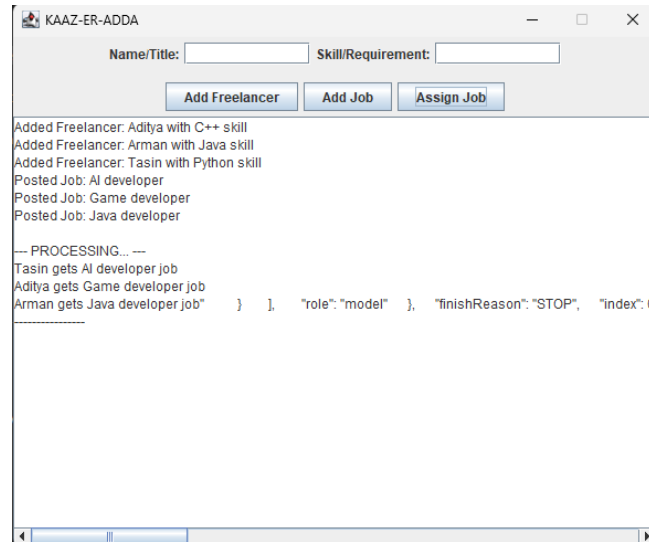 KAAZ-ER-ADDA
Name/Title: Skill/Requirement:
Add Freelancer Add Job Assign Job
Added Freelancer: Aditya with C++ skill
Added Freelancer: Arman with Java skill
Added Freelancer: Tasin with Python skill
Posted Job: AI developer
Posted Job: Game developer
Posted Job: Java developer
--- PROCESSING... ---
Tasin gets AI developer job
Aditya gets Game developer job
Arman gets Java developer job" } ], "role": "model" }, "finishReason": "STOP", "index":
----------------